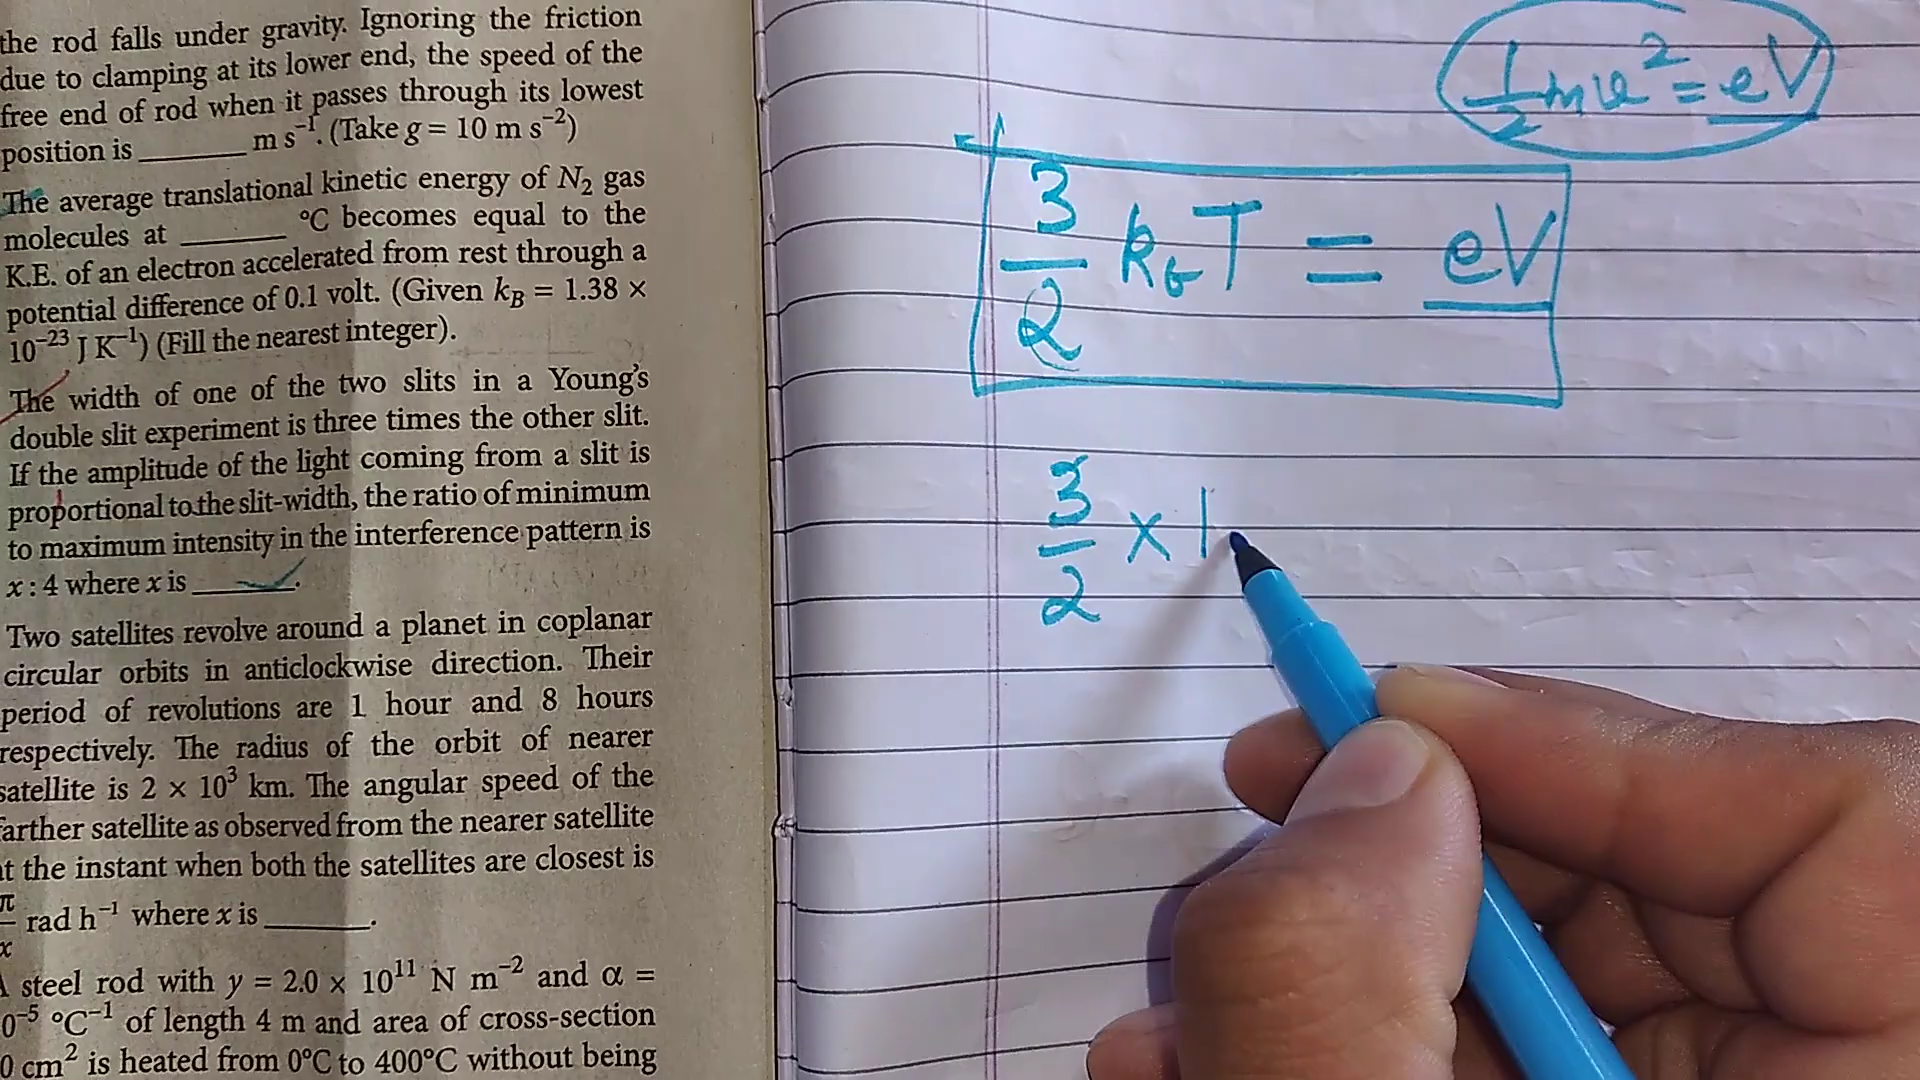 the rod falls under gravity. Ignoring the friction
due to clamping at its lower end, the speed of the
free end of rod when it passes through its lowest
position is ______ m s⁻¹. (Take g = 10 m s⁻²)
The average translational kinetic energy of N₂ gas
molecules at ______ °C becomes equal to the
K.E. of an electron accelerated from rest through a
potential difference of 0.1 volt. (Given k_B = 1.38 ×
10⁻²³ J K⁻¹) (Fill the nearest integer).
The width of one of the two slits in a Young's
double slit experiment is three times the other slit.
If the amplitude of the light coming from a slit is
proportional to the slit-width, the ratio of minimum
to maximum intensity in the interference pattern is
x : 4 where x is ______.
Two satellites revolve around a planet in coplanar
circular orbits in anticlockwise direction. Their
period of revolutions are 1 hour and 8 hours
respectively. The radius of the orbit of nearer
satellite is 2 × 10³ km. The angular speed of the
farther satellite as observed from the nearer satellite
at the instant when both the satellites are closest is
π/x rad h⁻¹ where x is ______.
A steel rod with y = 2.0 × 10¹¹ N m⁻² and α =
0⁻⁵ °C⁻¹ of length 4 m and area of cross-section
0 cm² is heated from 0°C to 400°C without being
1/2 mv² = eV
3/2 k_B T = eV
3/2 × 1.